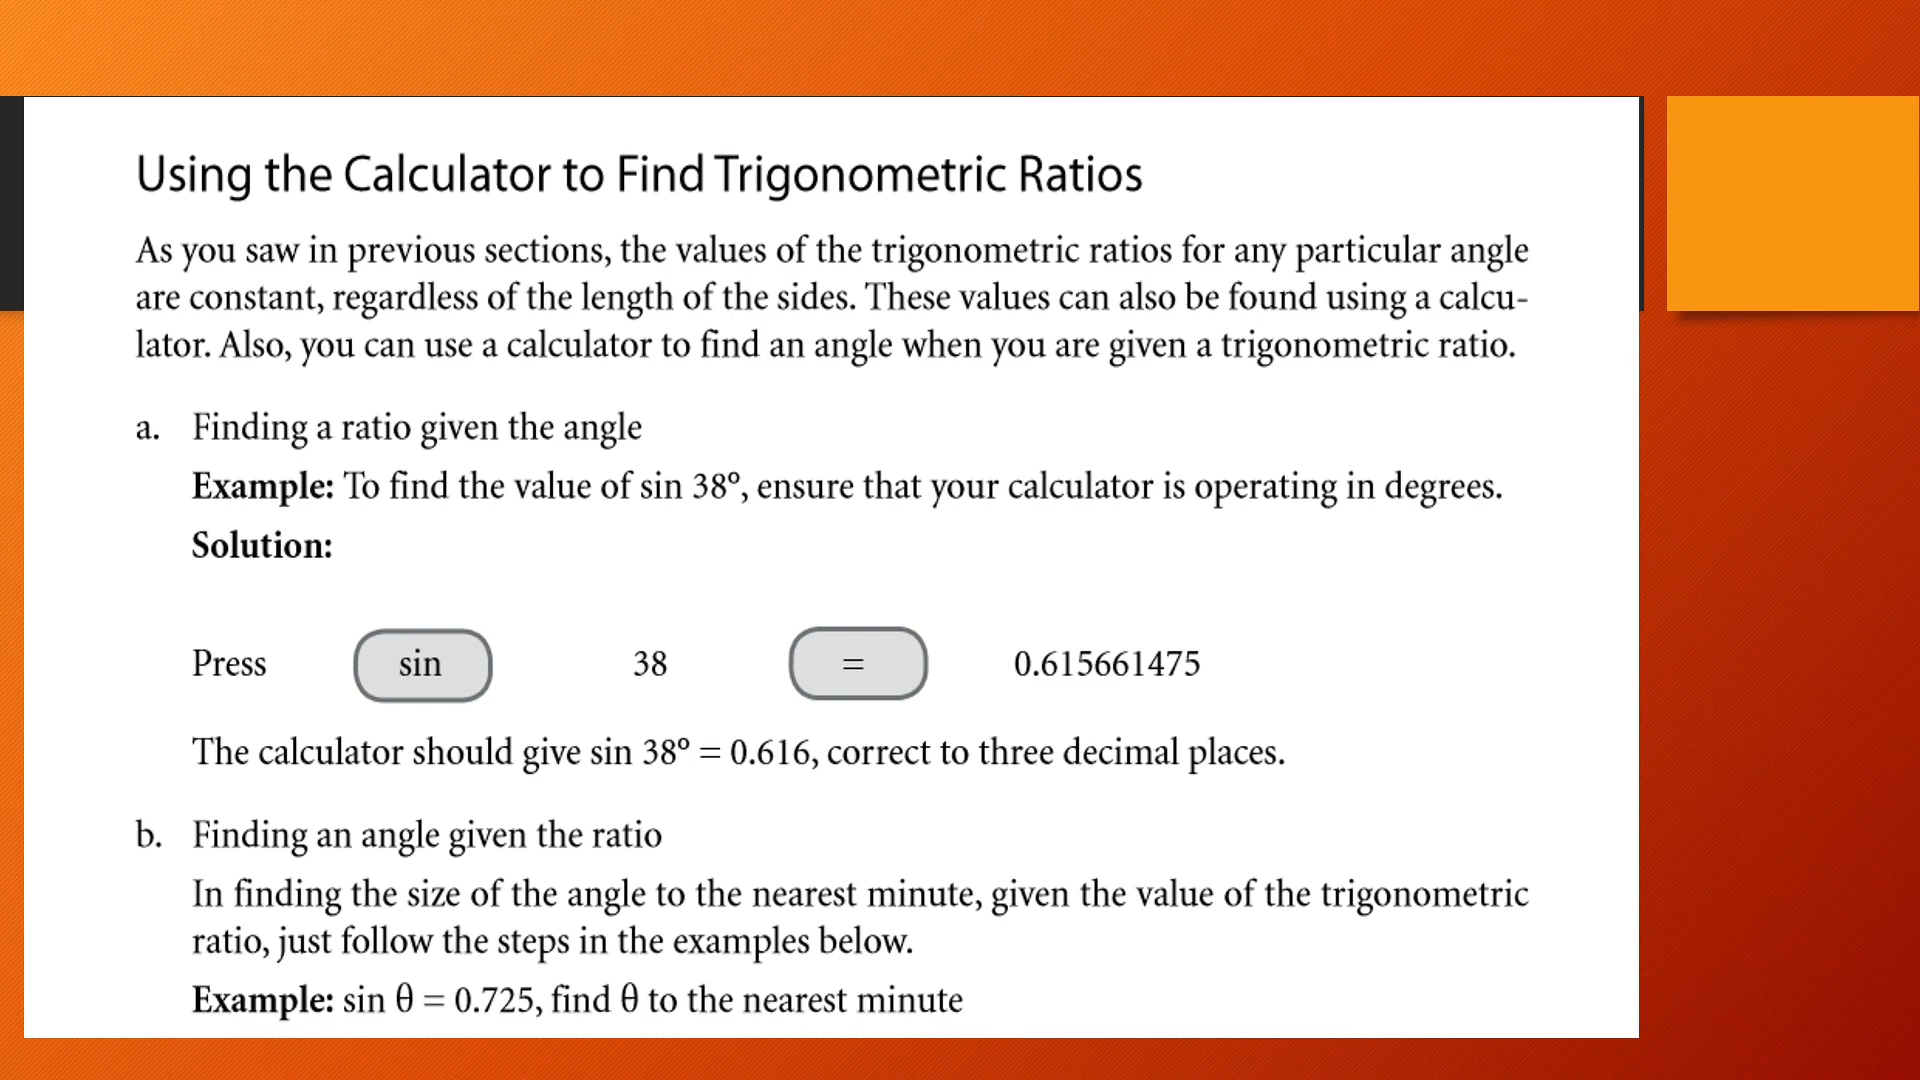 Using the Calculator to Find Trigonometric Ratios
As you saw in previous sections, the values of the trigonometric ratios for any particular angle
are constant, regardless of the length of the sides. These values can also be found using a calcu-
lator. Also, you can use a calculator to find an angle when you are given a trigonometric ratio.
a. Finding a ratio given the angle
Example: To find the value of sin 38º, ensure that your calculator is operating in degrees.
Solution:
Press sin 38 = 0.615661475
The calculator should give sin 38º = 0.616, correct to three decimal places.
b. Finding an angle given the ratio
In finding the size of the angle to the nearest minute, given the value of the trigonometric
ratio, just follow the steps in the examples below.
Example: sin θ = 0.725, find θ to the nearest minute